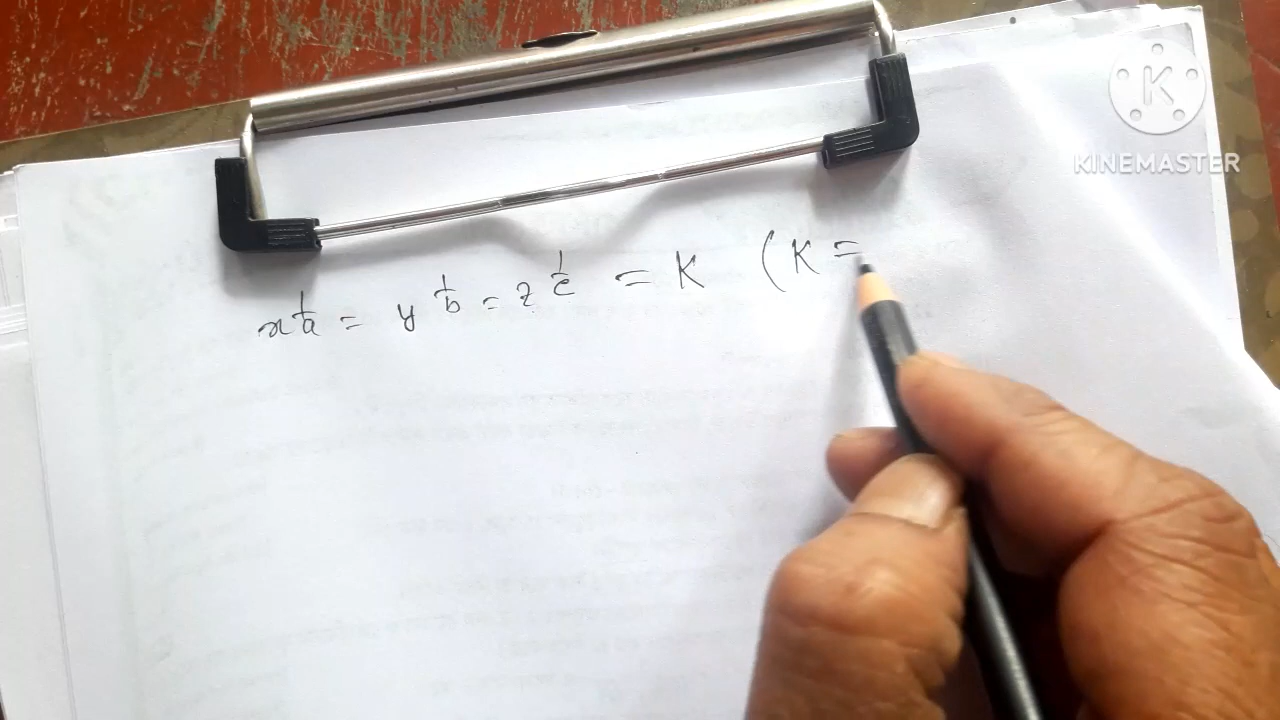 x^{1/a} = y^{1/b} = z^{1/c} = K (K =
K
KINEMASTER